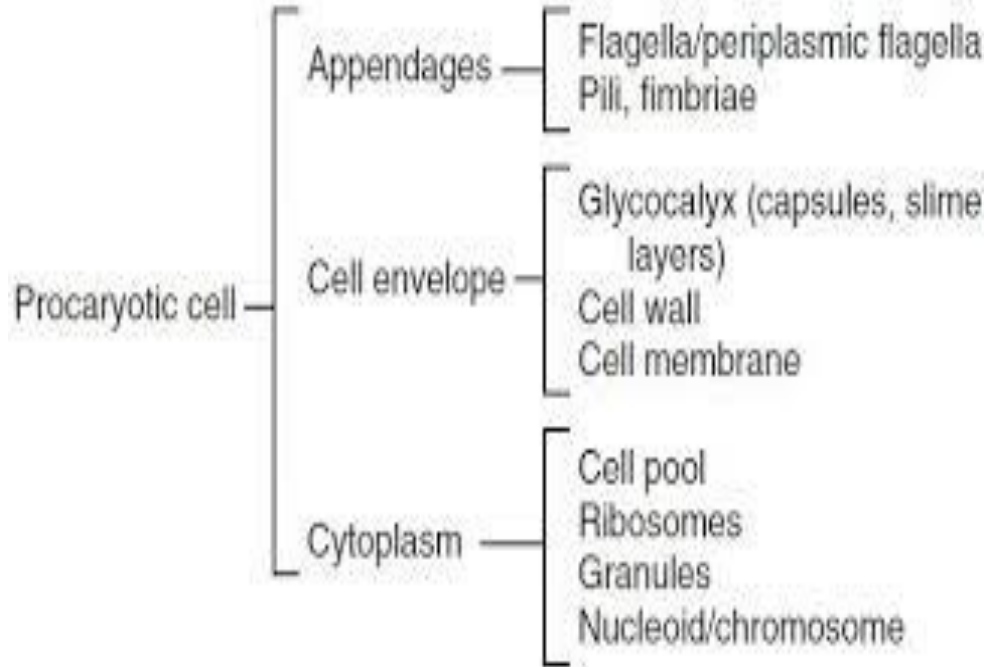 Procaryotic cell
Appendages
Flagella/periplasmic flagella
Pili, fimbriae
Cell envelope
Glycocalyx (capsules, slime
layers)
Cell wall
Cell membrane
Cytoplasm
Cell pool
Ribosomes
Granules
Nucleoid/chromosome